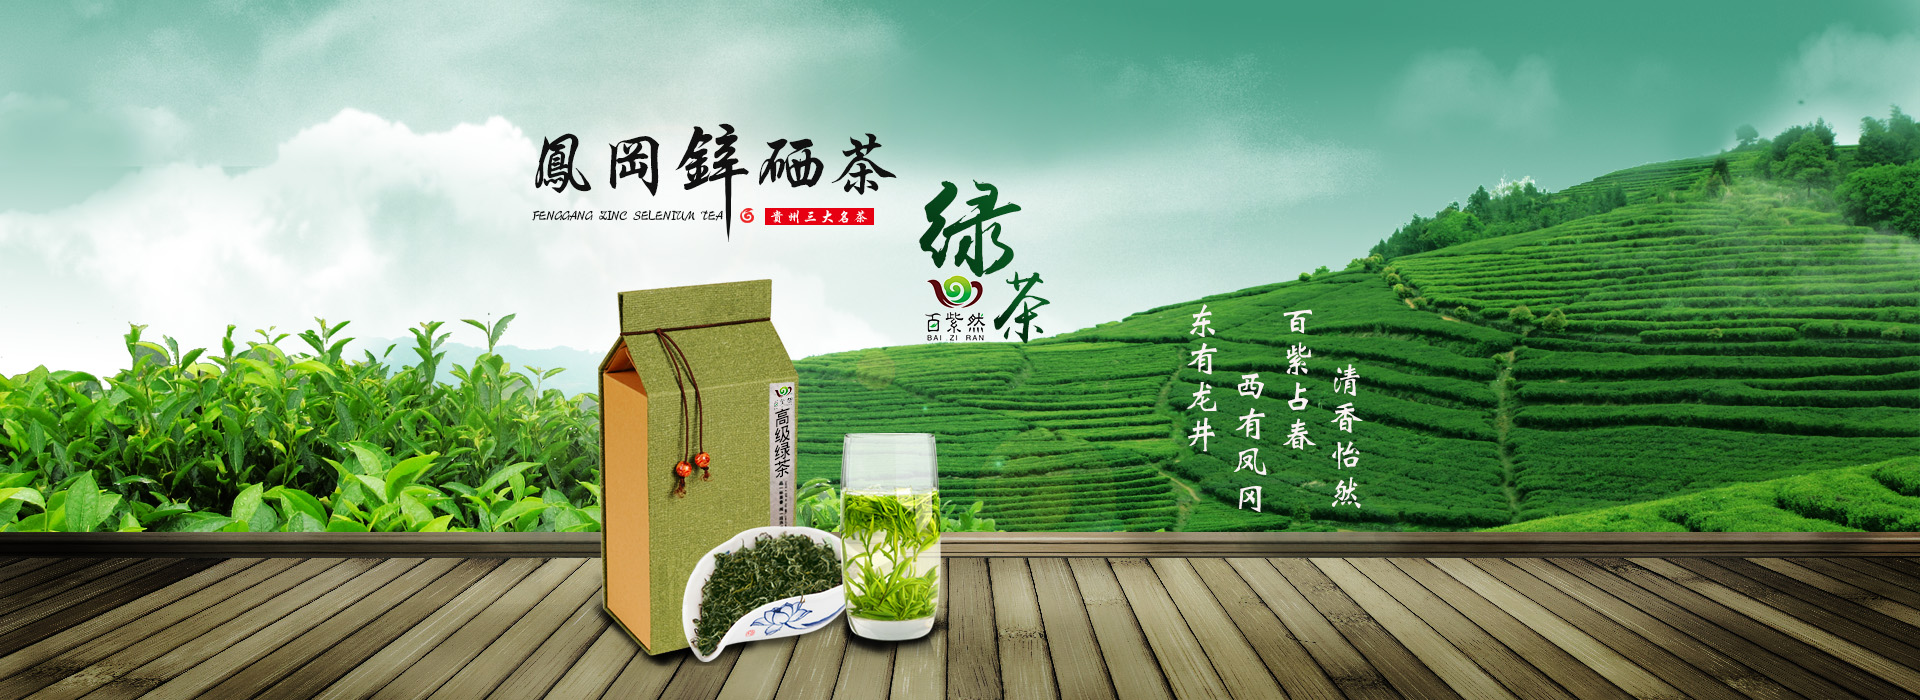 鳳岡鋅硒茶
FENGGANG ZINC SELENIUM TEA
贵州三大名茶
绿茶
百紫然
BAI ZI RAN
东有龙井
西有凤冈
百紫占春
清香怡然
高级绿茶